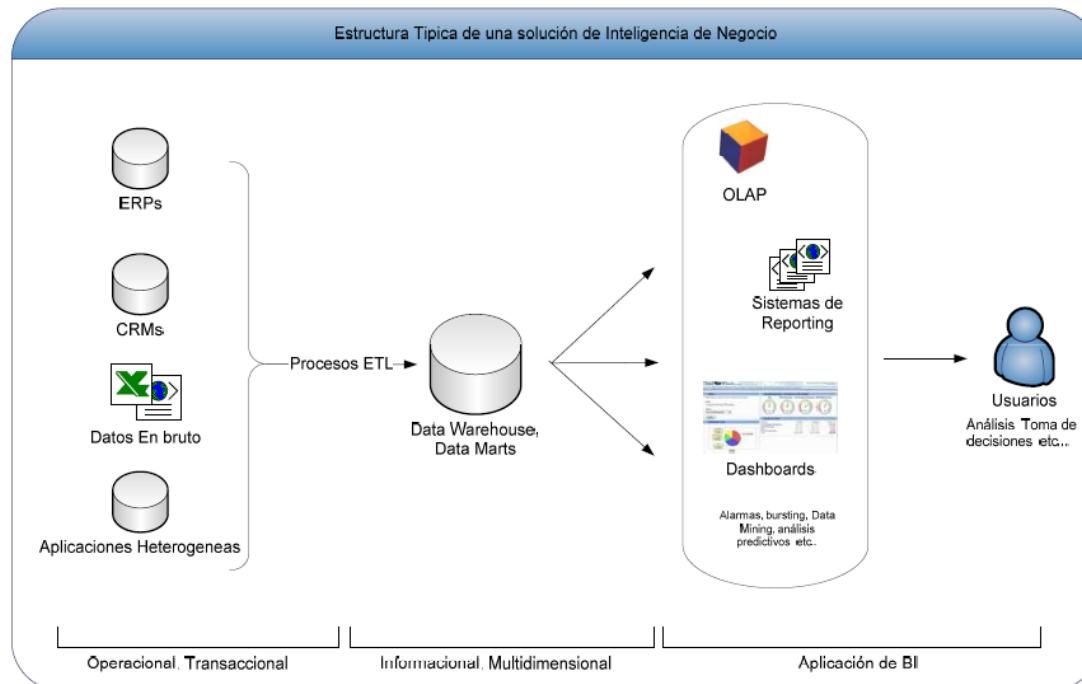 Estructura Tipica de una solución de Inteligencia de Negocio
ERPs
CRMs
Datos En bruto
Aplicaciones Heterogeneas
Procesos ETL
Data Warehouse,
Data Marts
OLAP
Sistemas de
Reporting
Dashboards
Alarmas, bursting, Data
Mining, análisis
predictivos etc..
Usuarios
Análisis Toma de
decisiones etc...
Operacional, Transaccional
Informacional, Multidimensional
Aplicación de BI